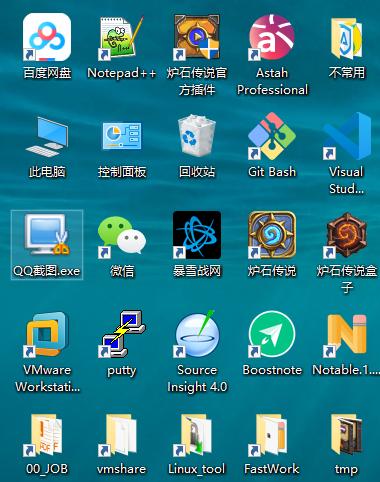 百度网盘
Notepad++
炉石传说官
方插件
Astah
Professional
不常用
此电脑
控制面板
回收站
Git Bash
Visual
Stud...
QQ截图.exe
微信
暴雪战网
炉石传说
炉石传说盒
子
VMware
Workstati...
putty
Source
Insight 4.0
Boostnote
Notable.1....
00_JOB
vmshare
Linux_tool
FastWork
tmp